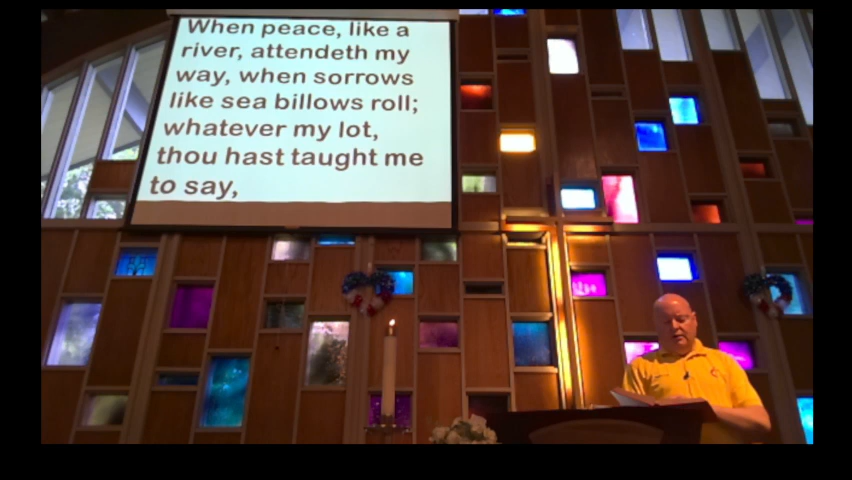 When peace, like a
river, attendeth my
way, when sorrows
like sea billows roll;
whatever my lot,
thou hast taught me
to say,